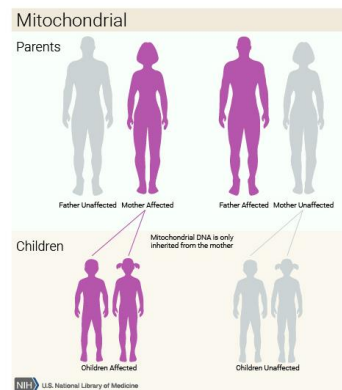 Mitochondrial
Parents
Father Unaffected Mother Affected
Father Affected Mother Unaffected
Mitochondrial DNA is only
inherited from the mother
Children
Children Affected
Children Unaffected
NIH U.S. National Library of Medicine